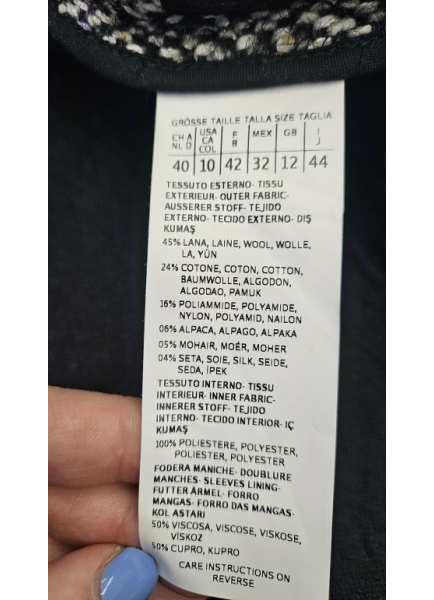 GRÖSSE TAILLE TALLA SIZE TAGLIA
CH A NL D | USA CA COL | F B | MEX | GB | I J
40 | 10 | 42 | 32 | 12 | 44
TESSUTO ESTERNO- TISSU
EXTERIEUR- OUTER FABRIC-
AUSSERER STOFF- TEJIDO
EXTERNO- TECIDO EXTERNO- DIŞ
KUMAŞ
45% LANA, LAINE, WOOL, WOLLE,
LA, YÜN
24% COTONE, COTON, COTTON,
BAUMWOLLE, ALGODON,
ALGODAO, PAMUK
16% POLIAMMIDE, POLYAMIDE,
NYLON, POLYAMID, NAILON
06% ALPACA, ALPAGO, ALPAKA
05% MOHAIR, MOÉR, MOHER
04% SETA, SOIE, SILK, SEIDE,
SEDA, İPEK
TESSUTO INTERNO- TISSU
INTERIEUR- INNER FABRIC-
INNERER STOFF- TEJIDO
INTERNO- TECIDO INTERIOR- IÇ
KUMAŞ
100% POLIESTERE, POLYESTER,
POLIESTER, POLYESTER
FODERA MANICHE- DOUBLURE
MANCHES- SLEEVES LINING-
FUTTER ÄRMEL- FORRO
MANGAS- FORRO DAS MANGAS-
KOL ASTARI
50% VISCOSA, VISCOSE, VISKOSE,
VİSKOZ
50% CUPRO, KUPRO
CARE INSTRUCTIONS ON
REVERSE